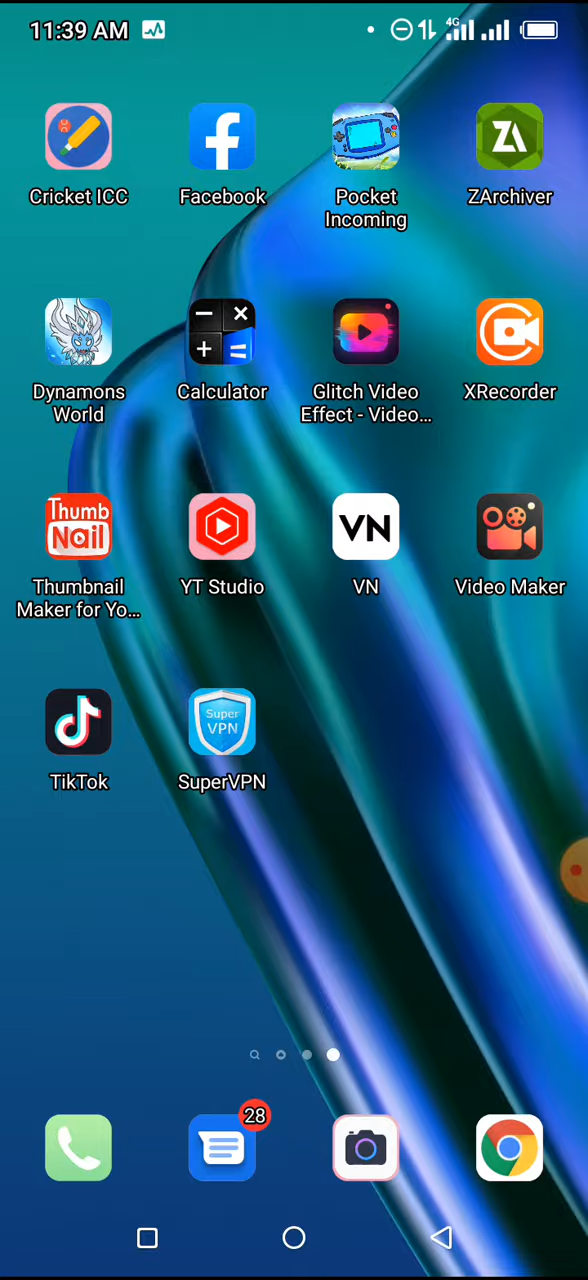 11:39 AM
4G
Cricket ICC
Facebook
Pocket
Incoming
ZA
ZArchiver
Dynamons
World
Calculator
Glitch Video
Effect - Video...
XRecorder
Thumb
Nail
Thumbnail
Maker for Yo...
YT Studio
VN
VN
Video Maker
TikTok
Super
VPN
SuperVPN
28